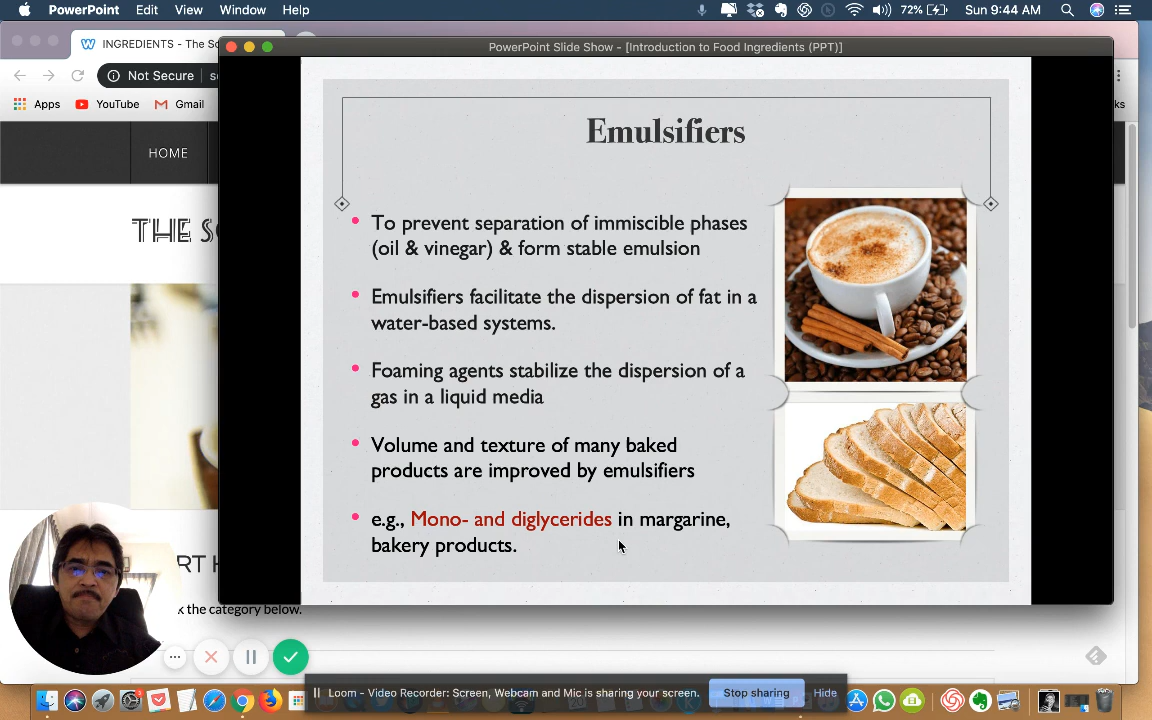 PowerPoint Edit View Window Help 72% Sun 9:44 AM
INGREDIENTS - The Sc
PowerPoint Slide Show - [Introduction to Food Ingredients (PPT)]
Not Secure
Apps YouTube Gmail
HOME
THE
Emulsifiers
• To prevent separation of immiscible phases
(oil & vinegar) & form stable emulsion
• Emulsifiers facilitate the dispersion of fat in a
water-based systems.
• Foaming agents stabilize the dispersion of a
gas in a liquid media
• Volume and texture of many baked
products are improved by emulsifiers
• e.g., Mono- and diglycerides in margarine,
bakery products.
the category below.
Loom - Video Recorder: Screen, Webcam and Mic is sharing your screen. Stop sharing Hide